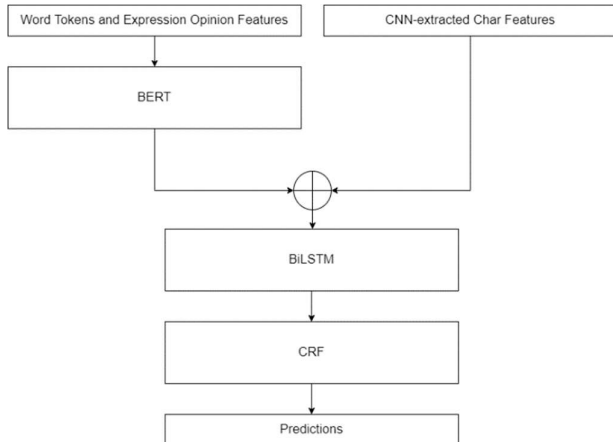 Word Tokens and Expression Opinion Features
CNN-extracted Char Features
BERT
BiLSTM
CRF
Predictions